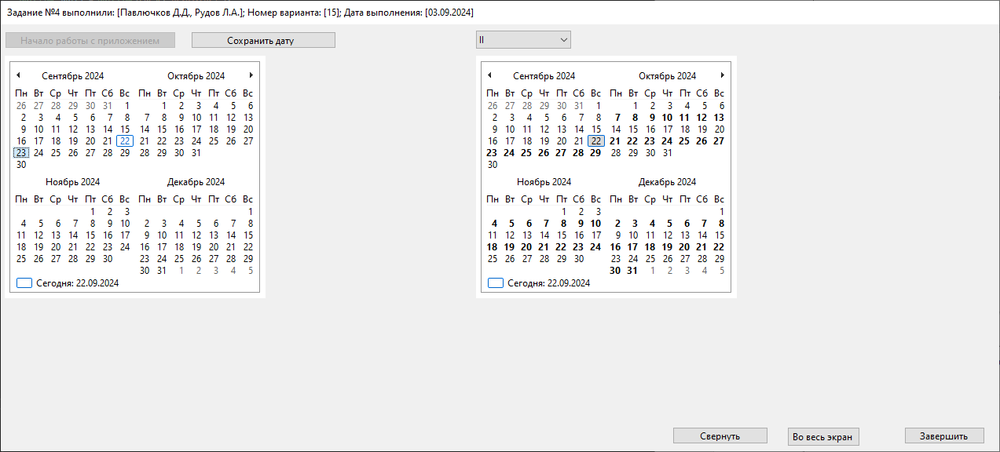 Задание №4 выполнили: [Павлючков Д.Д., Рудов Л.А.]; Номер варианта: [15]; Дата выполнения: [03.09.2024]
Начало работы с приложением Сохранить дату II
Сентябрь 2024 Октябрь 2024 Сентябрь 2024 Октябрь 2024
Пн Вт Ср Чт Пт Сб Вс Пн Вт Ср Чт Пт Сб Вс Пн Вт Ср Чт Пт Сб Вс Пн Вт Ср Чт Пт Сб Вс
26 27 28 29 30 31 1 1 2 3 4 5 6 26 27 28 29 30 31 1 1 2 3 4 5 6
2 3 4 5 6 7 8 7 8 9 10 11 12 13 2 3 4 5 6 7 8 7 8 9 10 11 12 13
9 10 11 12 13 14 15 14 15 16 17 18 19 20 9 10 11 12 13 14 15 14 15 16 17 18 19 20
16 17 18 19 20 21 22 21 22 23 24 25 26 27 16 17 18 19 20 21 22 21 22 23 24 25 26 27
23 24 25 26 27 28 29 28 29 30 31 23 24 25 26 27 28 29 28 29 30 31
30 30
Ноябрь 2024 Декабрь 2024 Ноябрь 2024 Декабрь 2024
Пн Вт Ср Чт Пт Сб Вс Пн Вт Ср Чт Пт Сб Вс Пн Вт Ср Чт Пт Сб Вс Пн Вт Ср Чт Пт Сб Вс
1 2 3 1 1 2 3 1
4 5 6 7 8 9 10 2 3 4 5 6 7 8 4 5 6 7 8 9 10 2 3 4 5 6 7 8
11 12 13 14 15 16 17 9 10 11 12 13 14 15 11 12 13 14 15 16 17 9 10 11 12 13 14 15
18 19 20 21 22 23 24 16 17 18 19 20 21 22 18 19 20 21 22 23 24 16 17 18 19 20 21 22
25 26 27 28 29 30 23 24 25 26 27 28 29 25 26 27 28 29 30 23 24 25 26 27 28 29
30 31 1 2 3 4 5 30 31 1 2 3 4 5
Сегодня: 22.09.2024 Сегодня: 22.09.2024
Свернуть Во весь экран Завершить